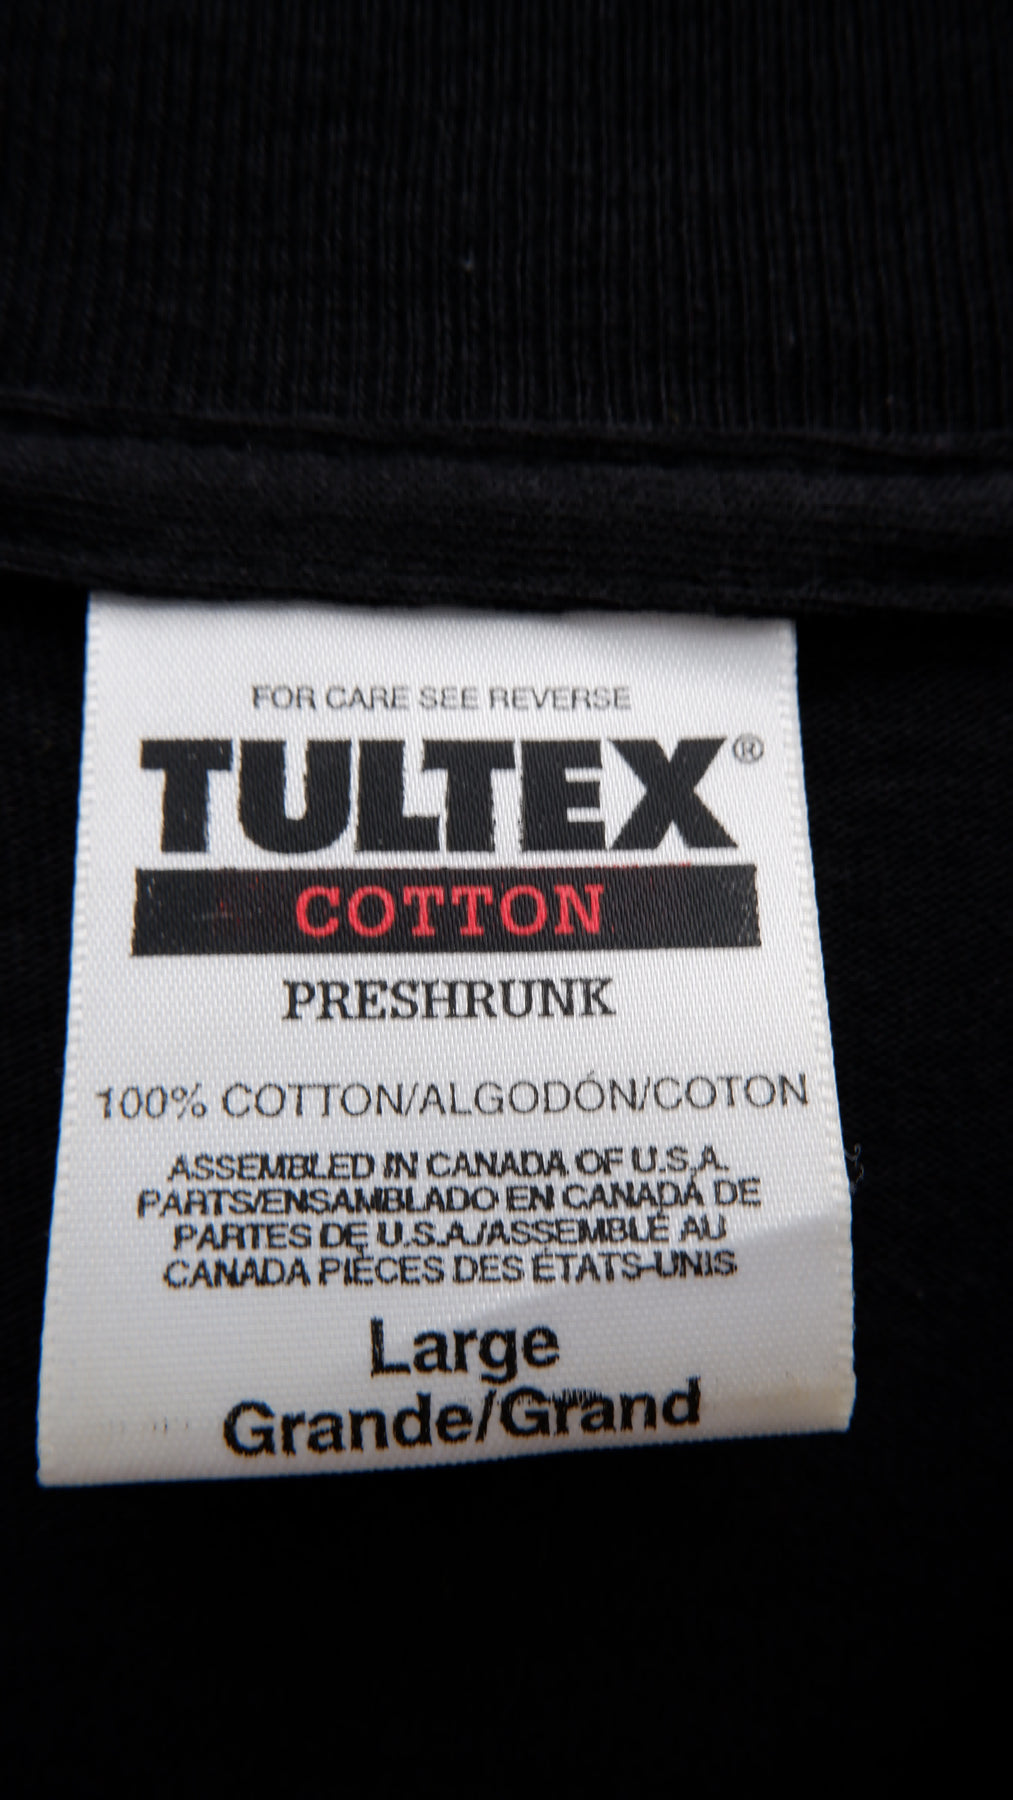 FOR CARE SEE REVERSE
TULTEX®
COTTON
PRESHRUNK
100% COTTON/ALGODÓN/COTON
ASSEMBLED IN CANADA OF U.S.A.
PARTS/ENSAMBLADO EN CANADÁ DE
PARTES DE U.S.A./ASSEMBLÉ AU
CANADA PIÈCES DES ÉTATS-UNIS
Large
Grande/Grand